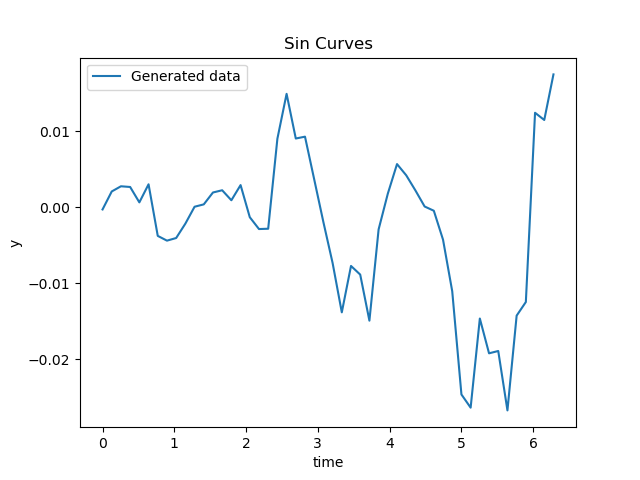 Sin Curves
Generated data
0.01
0.00
−0.01
−0.02
y
0 1 2 3 4 5 6
time